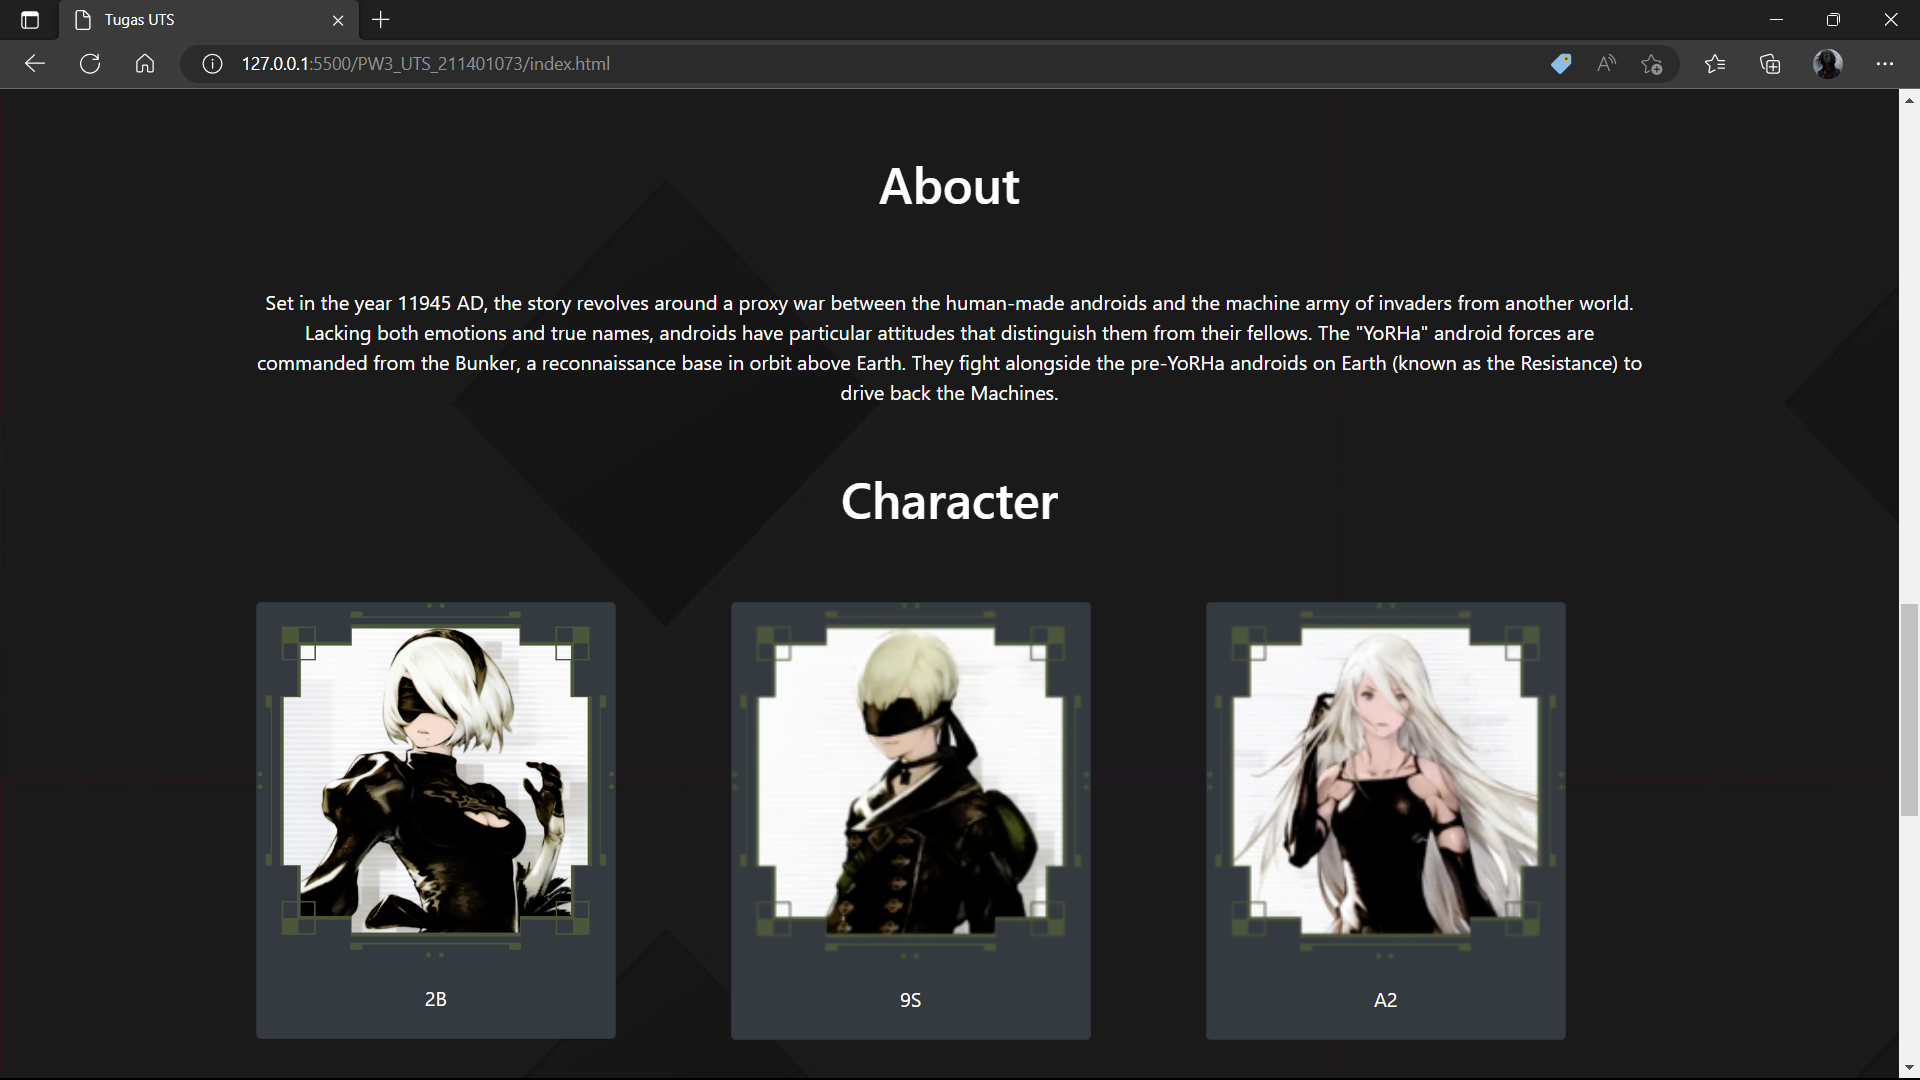 Tugas UTS
127.0.0.1:5500/PW3_UTS_211401073/index.html
About
Set in the year 11945 AD, the story revolves around a proxy war between the human-made androids and the machine army of invaders from another world.
Lacking both emotions and true names, androids have particular attitudes that distinguish them from their fellows. The "YoRHa" android forces are
commanded from the Bunker, a reconnaissance base in orbit above Earth. They fight alongside the pre-YoRHa androids on Earth (known as the Resistance) to
drive back the Machines.
Character
2B
9S
A2